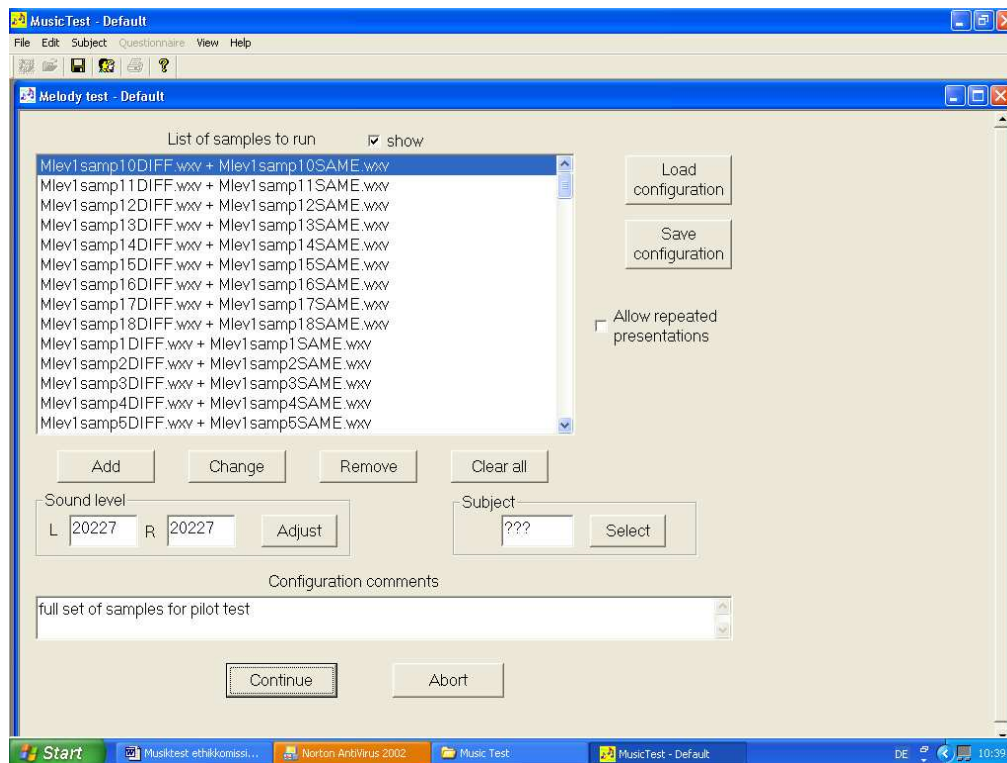 MusicTest - Default
File Edit Subject Questionnaire View Help
Melody test - Default
List of samples to run
show
Mlev1samp10DIFF.wxv + Mlev1samp10SAME.wxv
Mlev1samp11DIFF.wxv + Mlev1samp11SAME.wxv
Mlev1samp12DIFF.wxv + Mlev1samp12SAME.wxv
Mlev1samp13DIFF.wxv + Mlev1samp13SAME.wxv
Mlev1samp14DIFF.wxv + Mlev1samp14SAME.wxv
Mlev1samp15DIFF.wxv + Mlev1samp15SAME.wxv
Mlev1samp16DIFF.wxv + Mlev1samp16SAME.wxv
Mlev1samp17DIFF.wxv + Mlev1samp17SAME.wxv
Mlev1samp18DIFF.wxv + Mlev1samp18SAME.wxv
Mlev1samp1DIFF.wxv + Mlev1samp1SAME.wxv
Mlev1samp2DIFF.wxv + Mlev1samp2SAME.wxv
Mlev1samp3DIFF.wxv + Mlev1samp3SAME.wxv
Mlev1samp4DIFF.wxv + Mlev1samp4SAME.wxv
Mlev1samp5DIFF.wxv + Mlev1samp5SAME.wxv
Load
configuration
Save
configuration
Allow repeated
presentations
Add Change Remove Clear all
Sound level
L 20227 R 20227 Adjust
Subject
??? Select
Configuration comments
full set of samples for pilot test
Continue Abort
Start Musiktest ethikkomissi... Norton AntiVirus 2002 Music Test MusicTest - Default DE 10:39